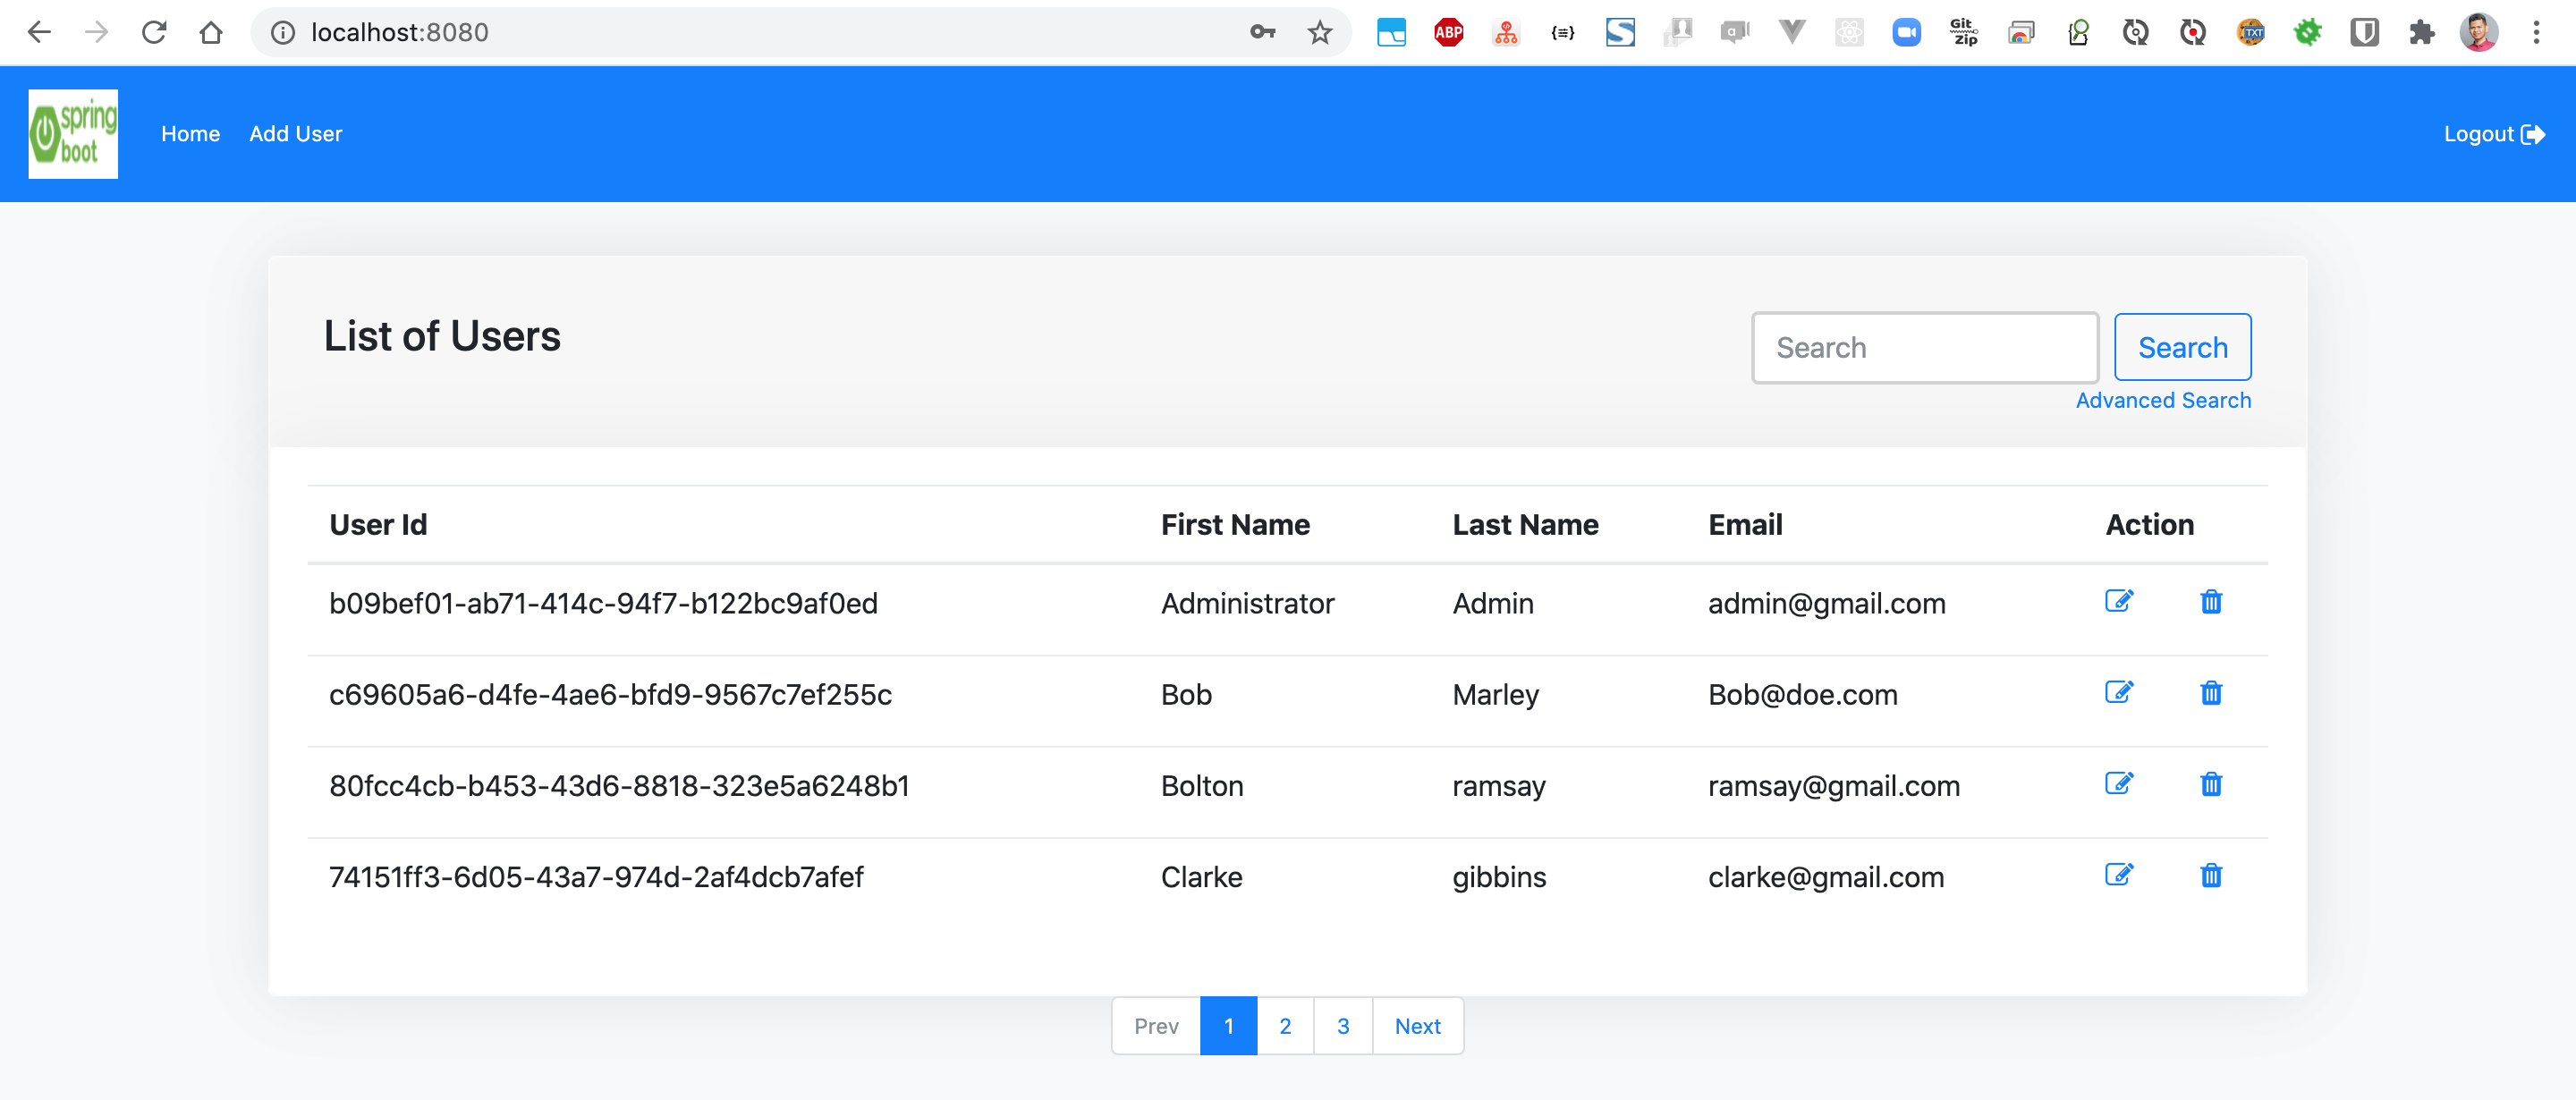 localhost:8080
ABP
Git
Zip
TXT
spring
boot
Home Add User Logout
List of Users
Search Search
Advanced Search
User Id First Name Last Name Email Action
b09bef01-ab71-414c-94f7-b122bc9af0ed Administrator Admin admin@gmail.com
c69605a6-d4fe-4ae6-bfd9-9567c7ef255c Bob Marley Bob@doe.com
80fcc4cb-b453-43d6-8818-323e5a6248b1 Bolton ramsay ramsay@gmail.com
74151ff3-6d05-43a7-974d-2af4dcb7afef Clarke gibbins clarke@gmail.com
Prev 1 2 3 Next